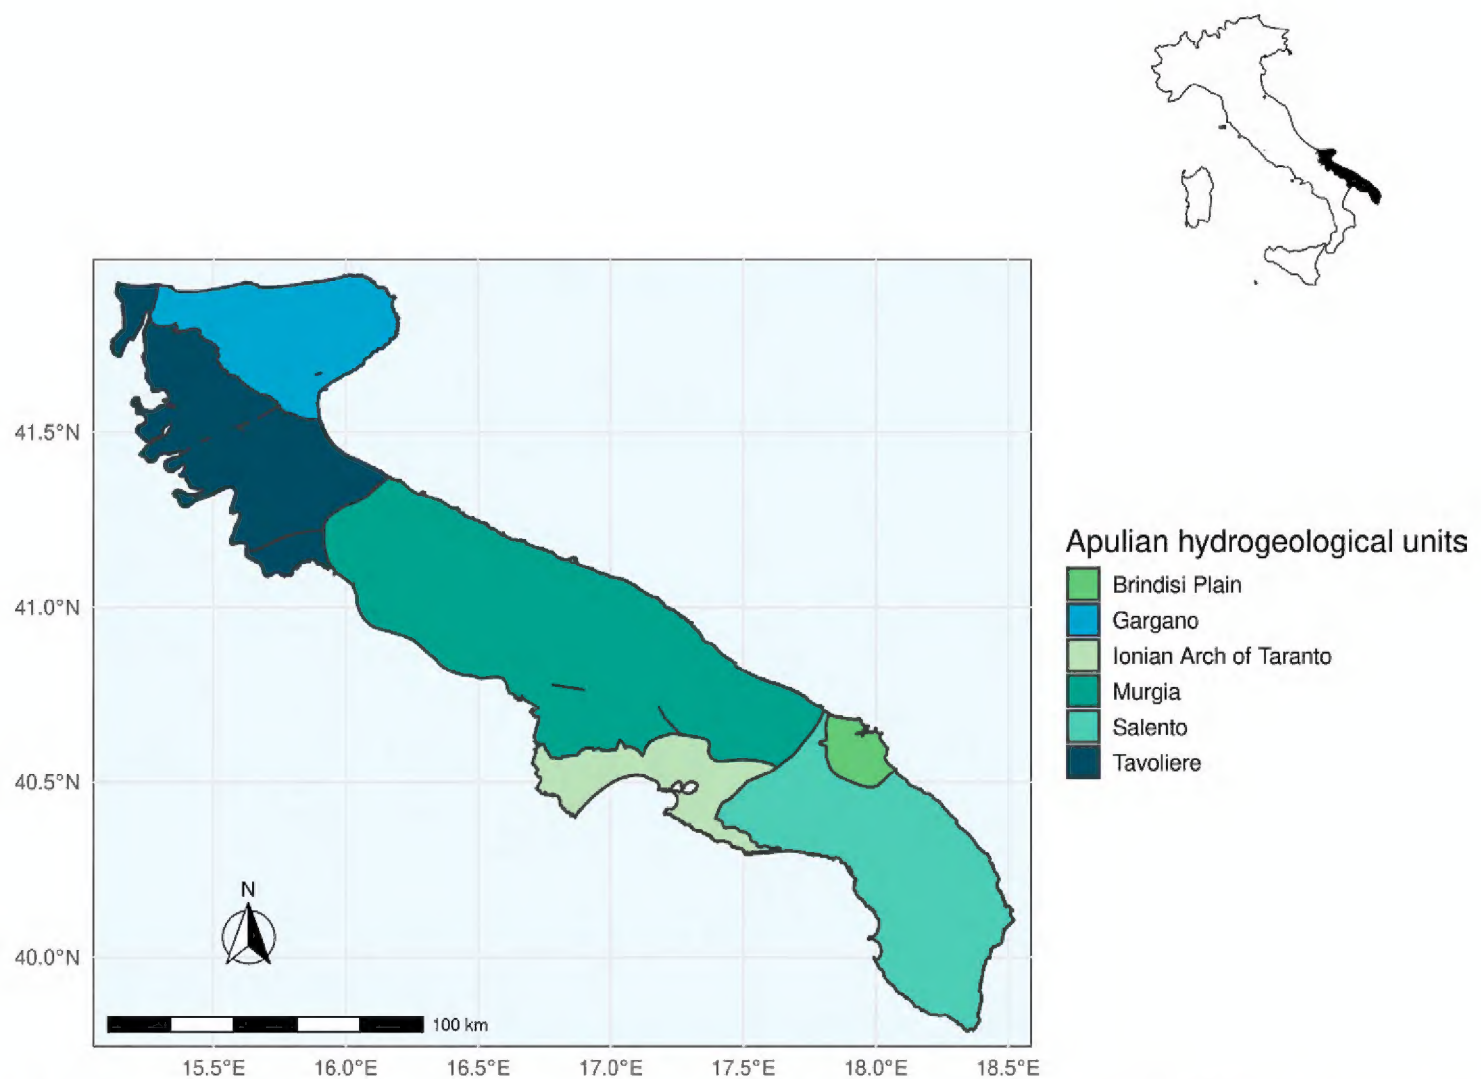 41.5°N
41.0°N
40.5°N
40.0°N
N
100 km
15.5°E 16.0°E 16.5°E 17.0°E 17.5°E 18.0°E 18.5°E
Apulian hydrogeological units
Brindisi Plain
Gargano
Ionian Arch of Taranto
Murgia
Salento
Tavoliere